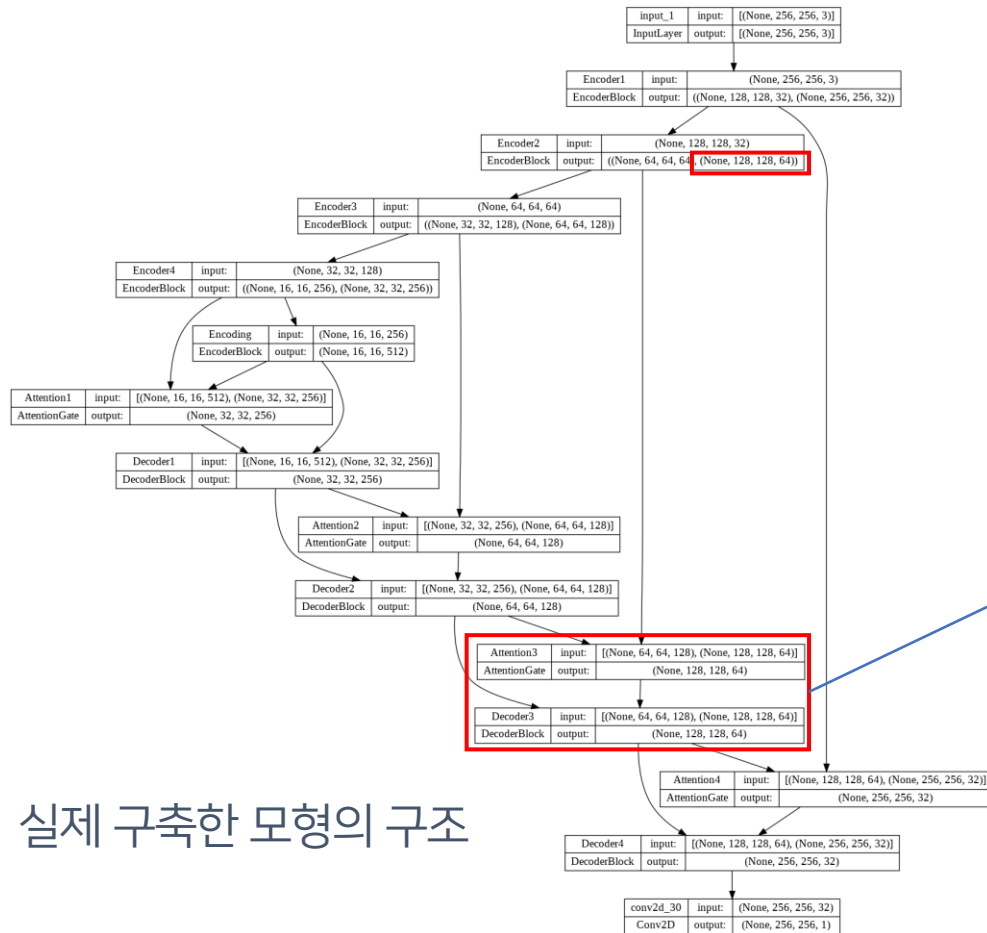 input_1 input: [(None, 256, 256, 3)]
InputLayer output: [(None, 256, 256, 3)]
Encoder1 input: (None, 256, 256, 3)
EncoderBlock output: ((None, 128, 128, 32), (None, 256, 256, 32))
Encoder2 input: (None, 128, 128, 32)
EncoderBlock output: ((None, 64, 64, 64), (None, 128, 128, 64))
Encoder3 input: (None, 64, 64, 64)
EncoderBlock output: ((None, 32, 32, 128), (None, 64, 64, 128))
Encoder4 input: (None, 32, 32, 128)
EncoderBlock output: ((None, 16, 16, 256), (None, 32, 32, 256))
Encoding input: (None, 16, 16, 256)
EncoderBlock output: (None, 16, 16, 512)
Attention1 input: [(None, 16, 16, 512), (None, 32, 32, 256)]
AttentionGate output: (None, 32, 32, 256)
Decoder1 input: [(None, 16, 16, 512), (None, 32, 32, 256)]
DecoderBlock output: (None, 32, 32, 256)
Attention2 input: [(None, 32, 32, 256), (None, 64, 64, 128)]
AttentionGate output: (None, 64, 64, 128)
Decoder2 input: [(None, 32, 32, 256), (None, 64, 64, 128)]
DecoderBlock output: (None, 64, 64, 128)
Attention3 input: [(None, 64, 64, 128), (None, 128, 128, 64)]
AttentionGate output: (None, 128, 128, 64)
Decoder3 input: [(None, 64, 64, 128), (None, 128, 128, 64)]
DecoderBlock output: (None, 128, 128, 64)
Attention4 input: [(None, 128, 128, 64), (None, 256, 256, 32)]
AttentionGate output: (None, 256, 256, 32)
실제 구축한 모형의 구조
Decoder4 input: [(None, 128, 128, 64), (None, 256, 256, 32)]
DecoderBlock output: (None, 256, 256, 32)
conv2d_30 input: (None, 256, 256, 32)
Conv2D output: (None, 256, 256, 1)